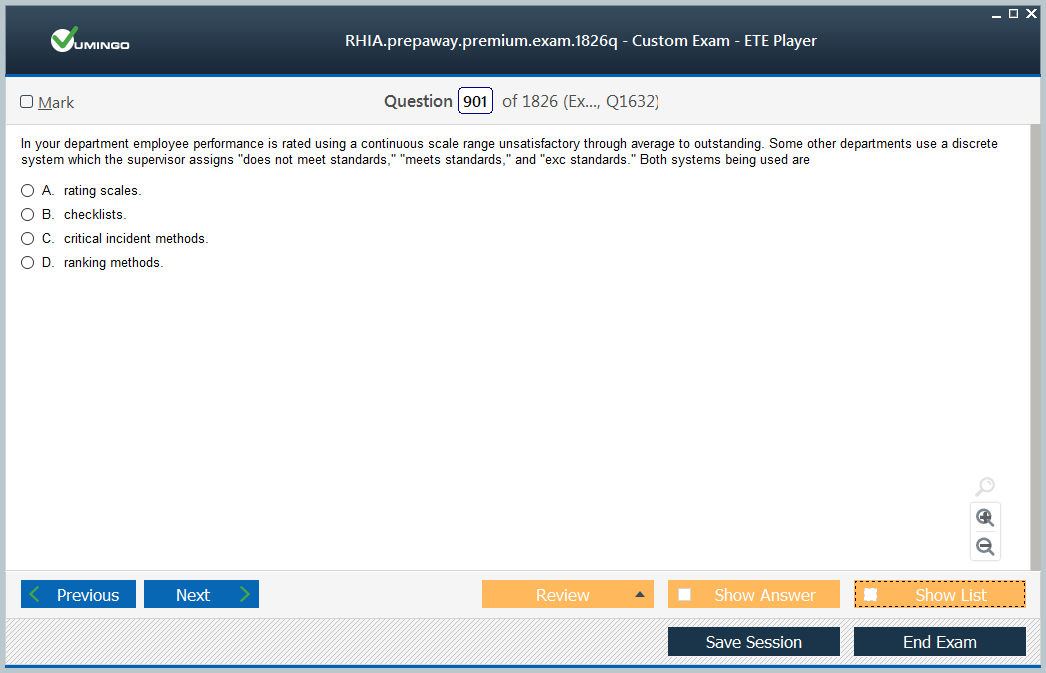 VUMINGO
RHIA.prepaway.premium.exam.1826q - Custom Exam - ETE Player
Mark
Question 901 of 1826 (Ex..., Q1632)
In your department employee performance is rated using a continuous scale range unsatisfactory through average to outstanding. Some other departments use a discrete
system which the supervisor assigns "does not meet standards," "meets standards," and "exc standards." Both systems being used are
A. rating scales.
B. checklists.
C. critical incident methods.
D. ranking methods.
Previous Next Review Show Answer Show List
Save Session End Exam